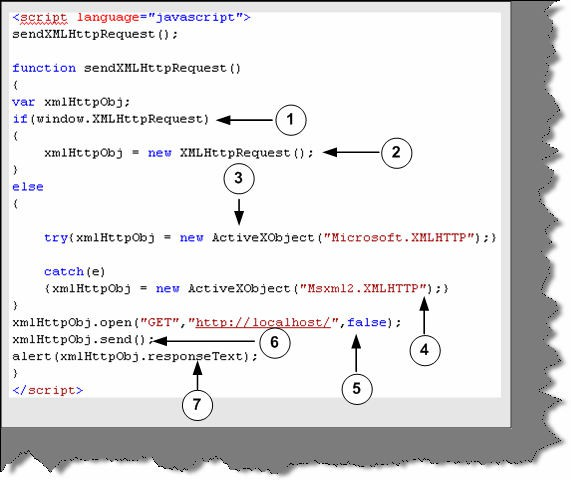 <script language="javascript">
sendXMLHttpRequest();
function sendXMLHttpRequest()
{
var xmlHttpObj;
if(window.XMLHttpRequest) 1
{
xmlHttpObj = new XMLHttpRequest(); 2
}
3
else
{
try{xmlHttpObj = new ActiveXObject("Microsoft.XMLHTTP");}
catch(e)
{xmlHttpObj = new ActiveXObject("Msxml2.XMLHTTP");}
}
xmlHttpObj.open("GET","http://localhost/",false);
xmlHttpObj.send(); 6
4
alert(xmlHttpObj.responseText);
}
5
</script>
7